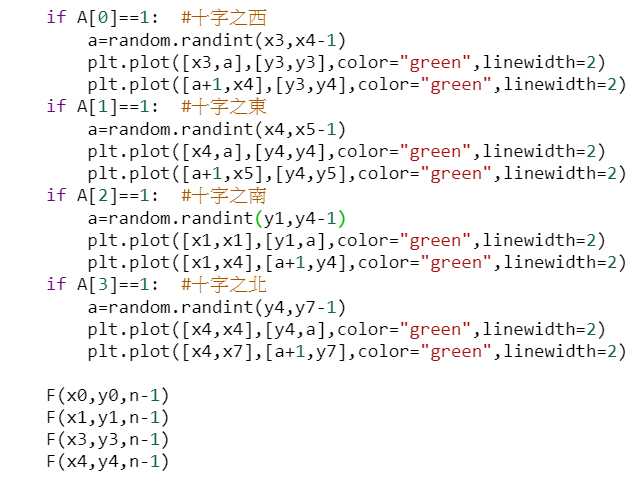 if A[0]==1:  #十字之西
    a=random.randint(x3,x4-1)
    plt.plot([x3,a],[y3,y3],color="green",linewidth=2)
    plt.plot([a+1,x4],[y3,y4],color="green",linewidth=2)
if A[1]==1:  #十字之東
    a=random.randint(x4,x5-1)
    plt.plot([x4,a],[y4,y4],color="green",linewidth=2)
    plt.plot([a+1,x5],[y4,y5],color="green",linewidth=2)
if A[2]==1:  #十字之南
    a=random.randint(y1,y4-1)
    plt.plot([x1,x1],[y1,a],color="green",linewidth=2)
    plt.plot([x1,x4],[a+1,y4],color="green",linewidth=2)
if A[3]==1:  #十字之北
    a=random.randint(y4,y7-1)
    plt.plot([x4,x4],[y4,a],color="green",linewidth=2)
    plt.plot([x4,x7],[a+1,y7],color="green",linewidth=2)
F(x0,y0,n-1)
F(x1,y1,n-1)
F(x3,y3,n-1)
F(x4,y4,n-1)